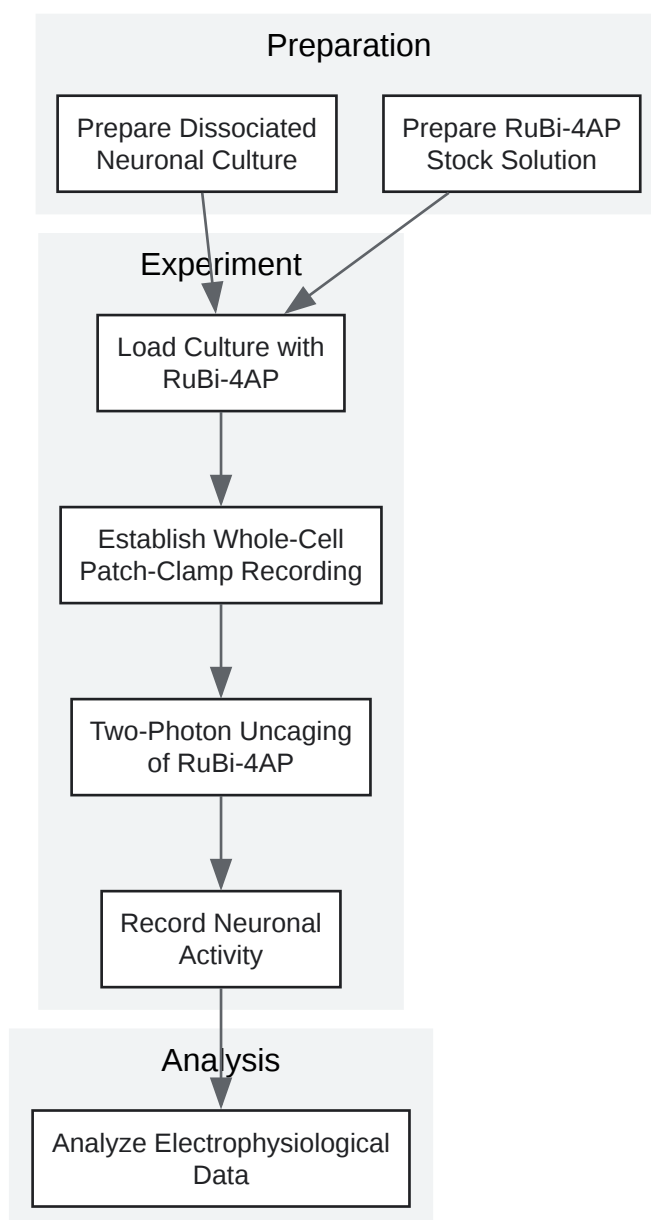 Preparation
Prepare Dissociated
Neuronal Culture
Prepare RuBi-4AP
Stock Solution
Experiment
Load Culture with
RuBi-4AP
Establish Whole-Cell
Patch-Clamp Recording
Two-Photon Uncaging
of RuBi-4AP
Record Neuronal
Activity
Analysis
Analyze Electrophysiological
Data